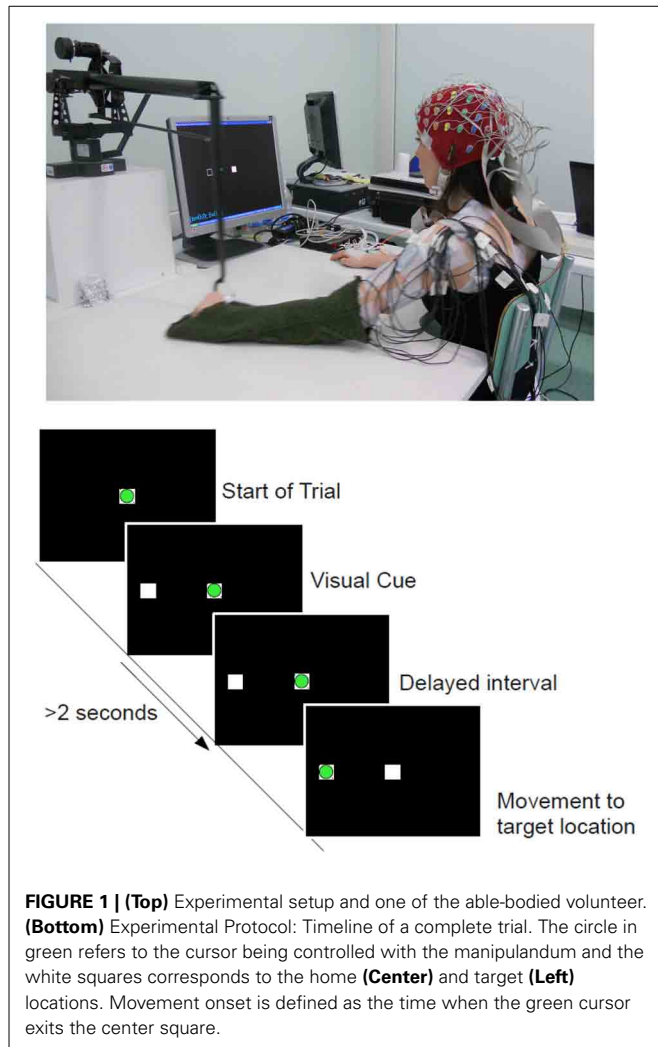 Start of Trial
Visual Cue
Delayed interval
>2 seconds
Movement to
target location
FIGURE 1 | (Top) Experimental setup and one of the able-bodied volunteer.
(Bottom) Experimental Protocol: Timeline of a complete trial. The circle in
green refers to the cursor being controlled with the manipulandum and the
white squares corresponds to the home (Center) and target (Left)
locations. Movement onset is defined as the time when the green cursor
exits the center square.